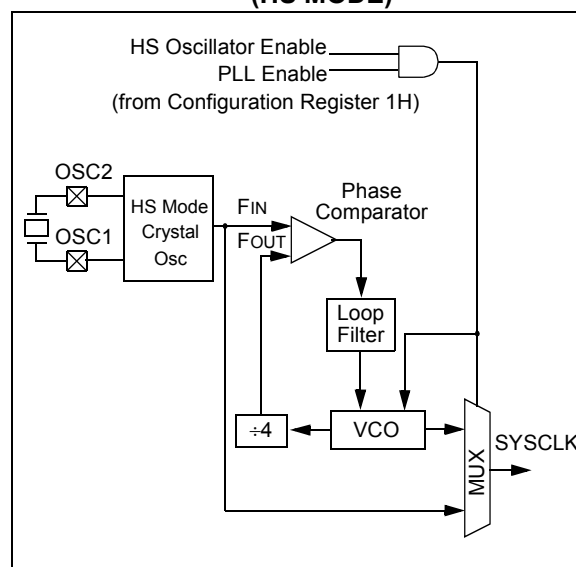 (HS MODE)
HS Oscillator Enable
PLL Enable
(from Configuration Register 1H)
OSC2
OSC1
HS Mode
Crystal
Osc
FIN
FOUT
Phase
Comparator
Loop
Filter
÷4
VCO
MUX
SYSCLK